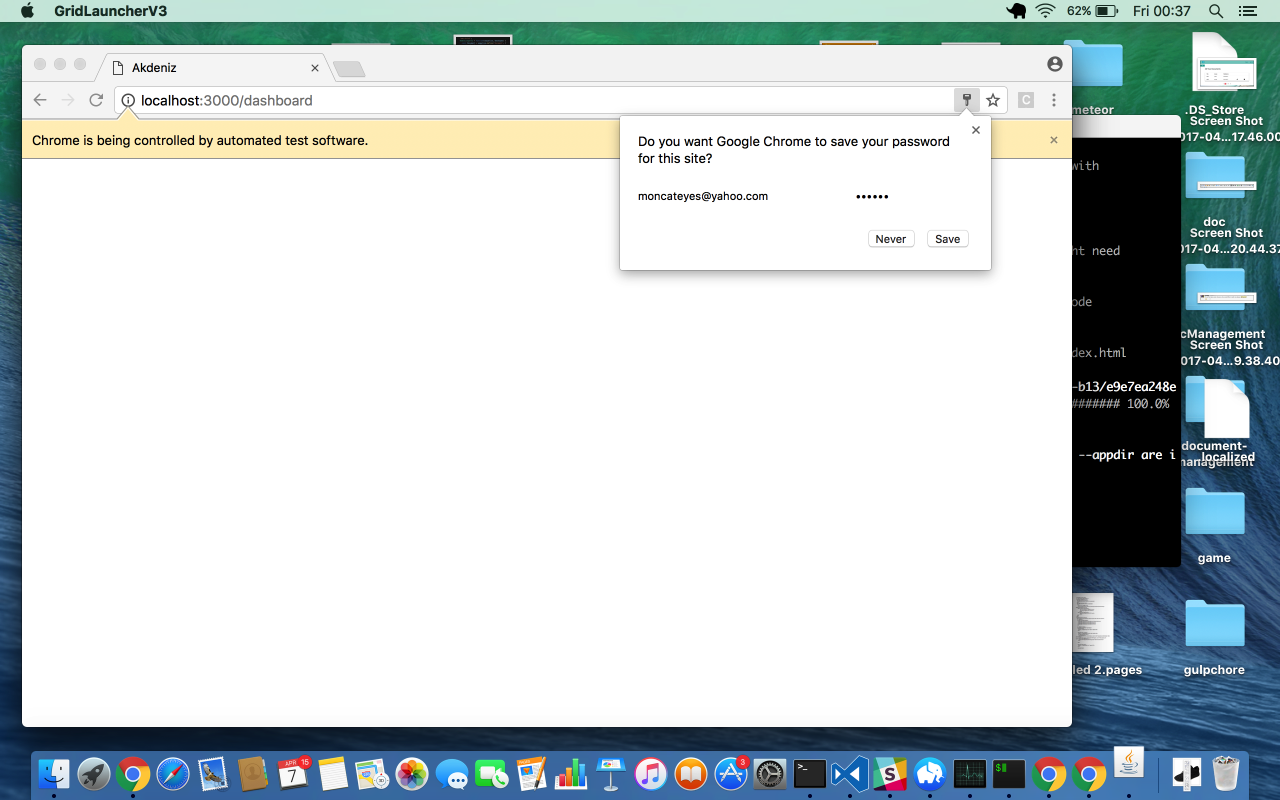 GridLauncherV3
62%
Fri 00:37
Akdeniz
localhost:3000/dashboard
C
Chrome is being controlled by automated test software.
Do you want Google Chrome to save your password
for this site?
moncateyes@yahoo.com
••••••
Never
Save
meteor
.DS_Store
Screen Shot
017-04...17.46.00
with
doc
Screen Shot
017-04...20.44.37
ht need
ode
cManagement
Screen Shot
017-04...9.38.40
dex.html
-b13/e9e7ea248e
####### 100.0%
--appdir are i
document-
management
.localized
game
led 2.pages
gulpchore
APR
15
7
3
>_
$